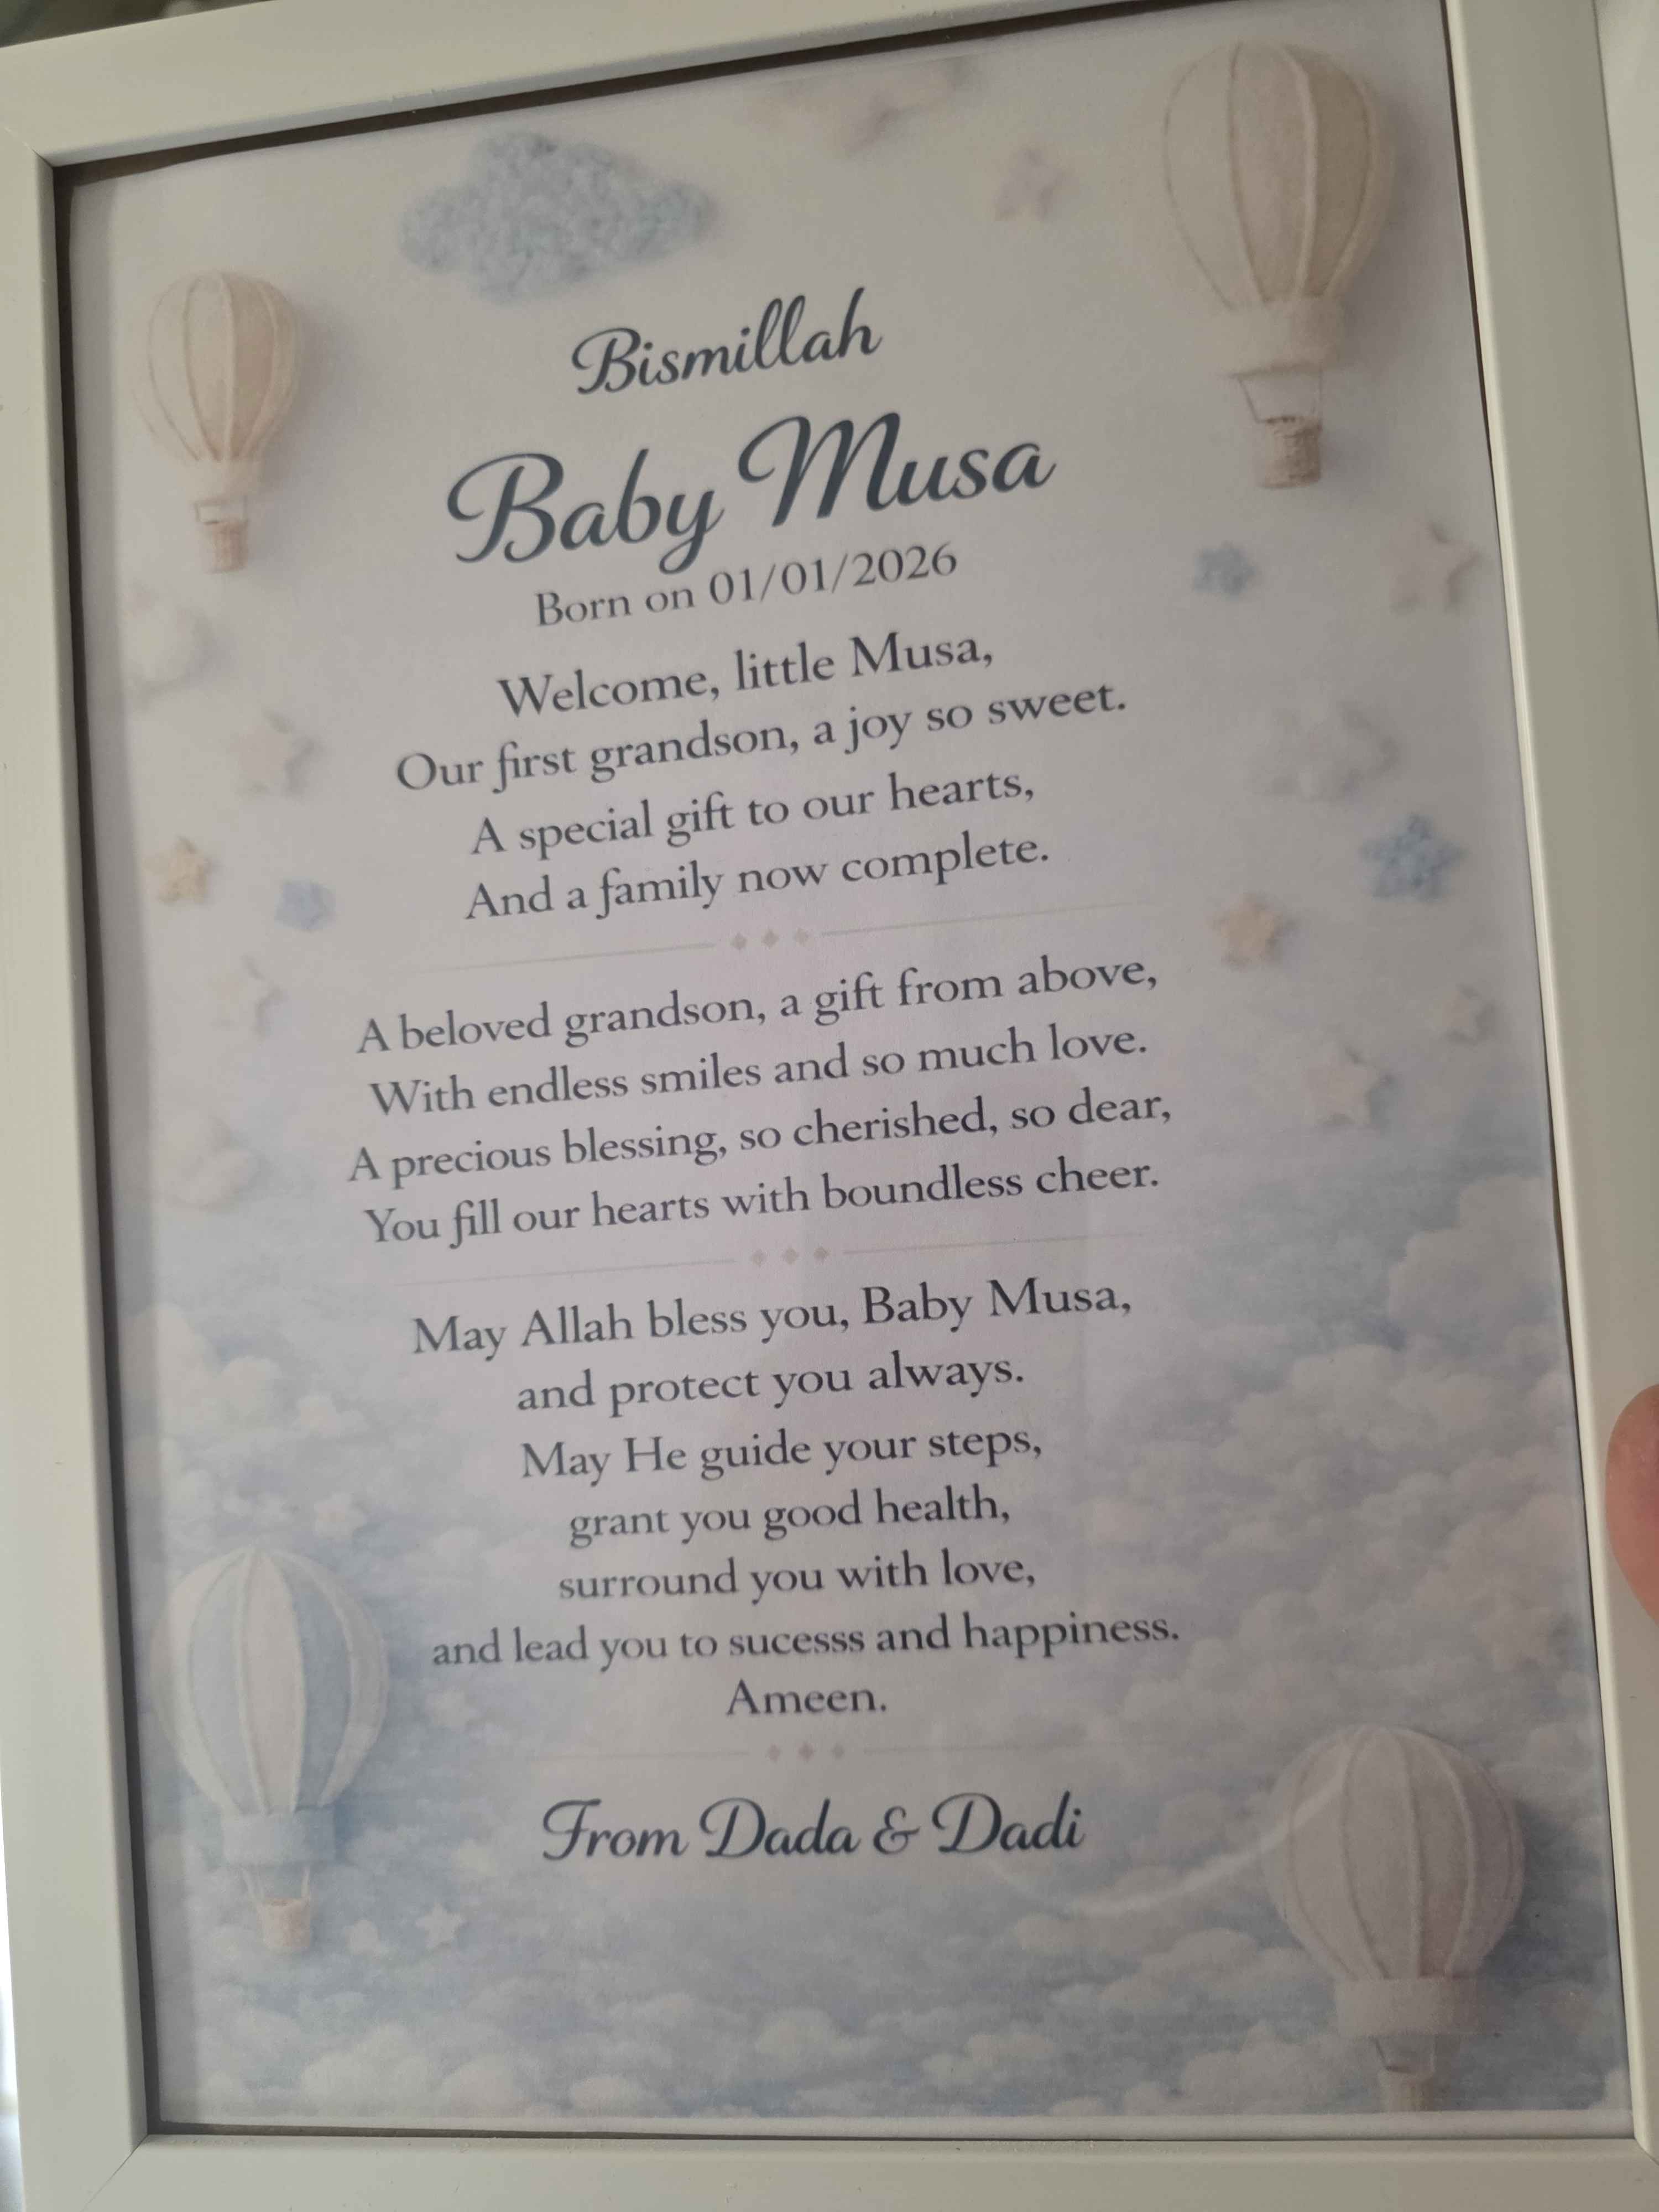 Bismillah
Baby Musa
Born on 01/01/2026
Welcome, little Musa,
Our first grandson, a joy so sweet.
A special gift to our hearts,
And a family now complete.
A beloved grandson, a gift from above,
With endless smiles and so much love.
A precious blessing, so cherished, so dear,
You fill our hearts with boundless cheer.
May Allah bless you, Baby Musa,
and protect you always.
May He guide your steps,
grant you good health,
surround you with love,
and lead you to sucesss and happiness.
Ameen.
From Dada & Dadi